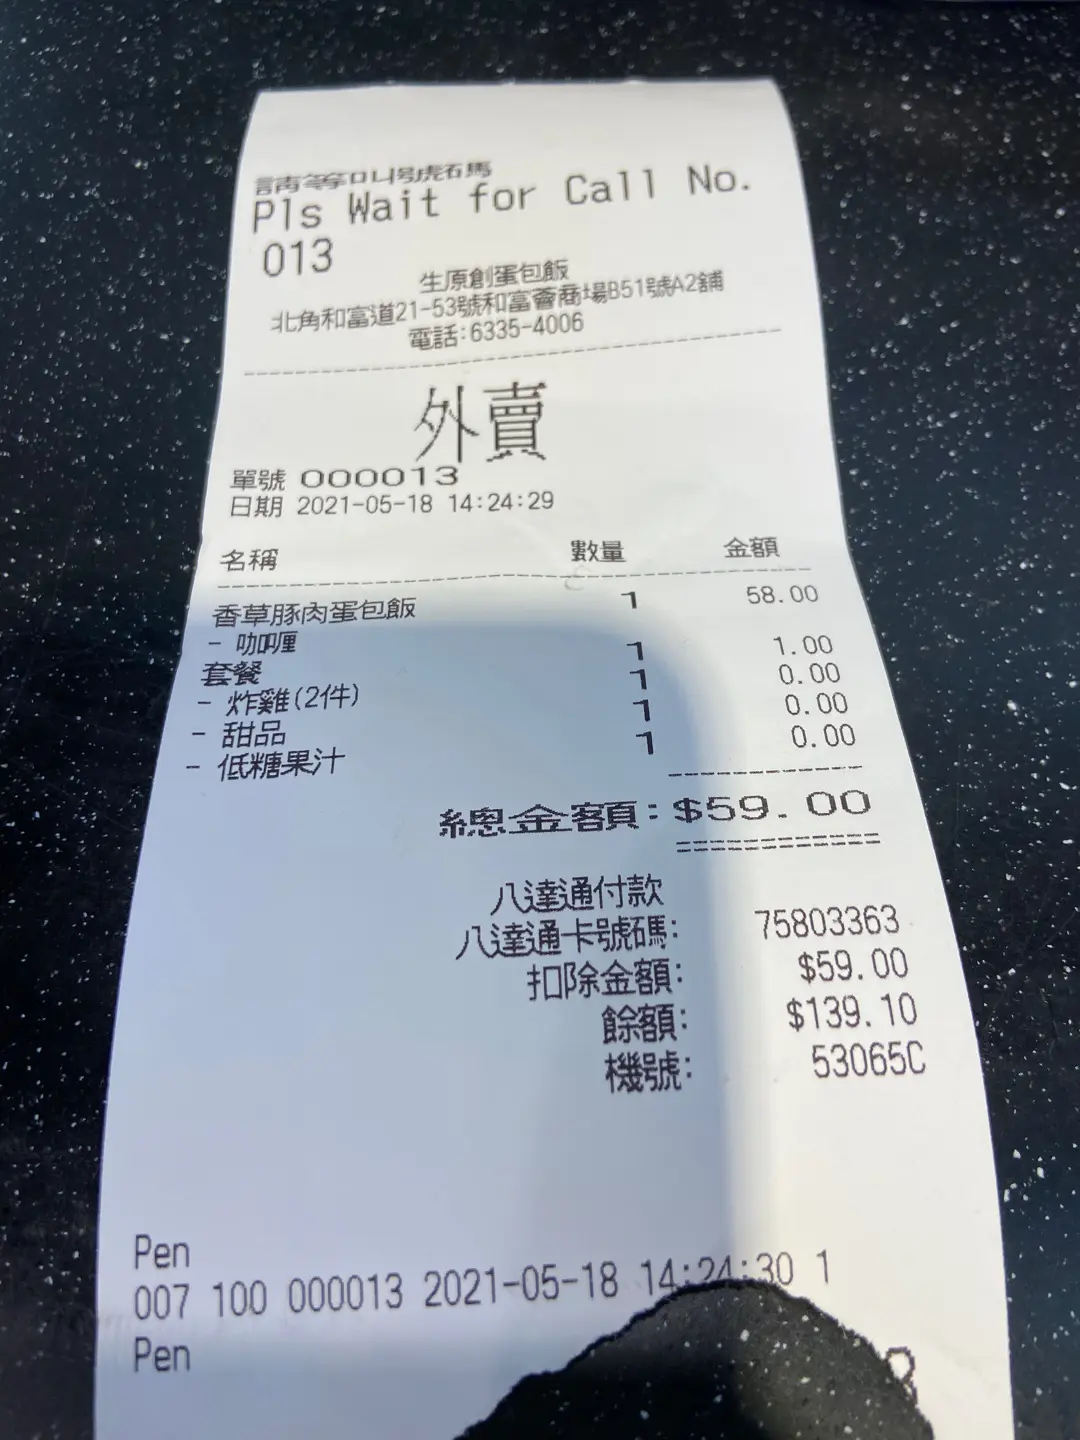 請等叫號碼
Pls Wait for Call No.
013
生原創蛋包飯
北角和富道21-53號和富薈商場B51號A2舖
電話:6335-4006
外賣
單號 000013
日期 2021-05-18 14:24:29
名稱 數量 金額
香草豚肉蛋包飯 1 58.00
- 咖喱 1 1.00
套餐 1 0.00
- 炸雞(2件) 1 0.00
- 甜品 1 0.00
- 低糖果汁
總金額:$59.00
八達通付款
八達通卡號碼: 75803363
扣除金額: $59.00
餘額: $139.10
機號: 53065C
Pen
007 100 000013 2021-05-18 14:24:30 1
Pen